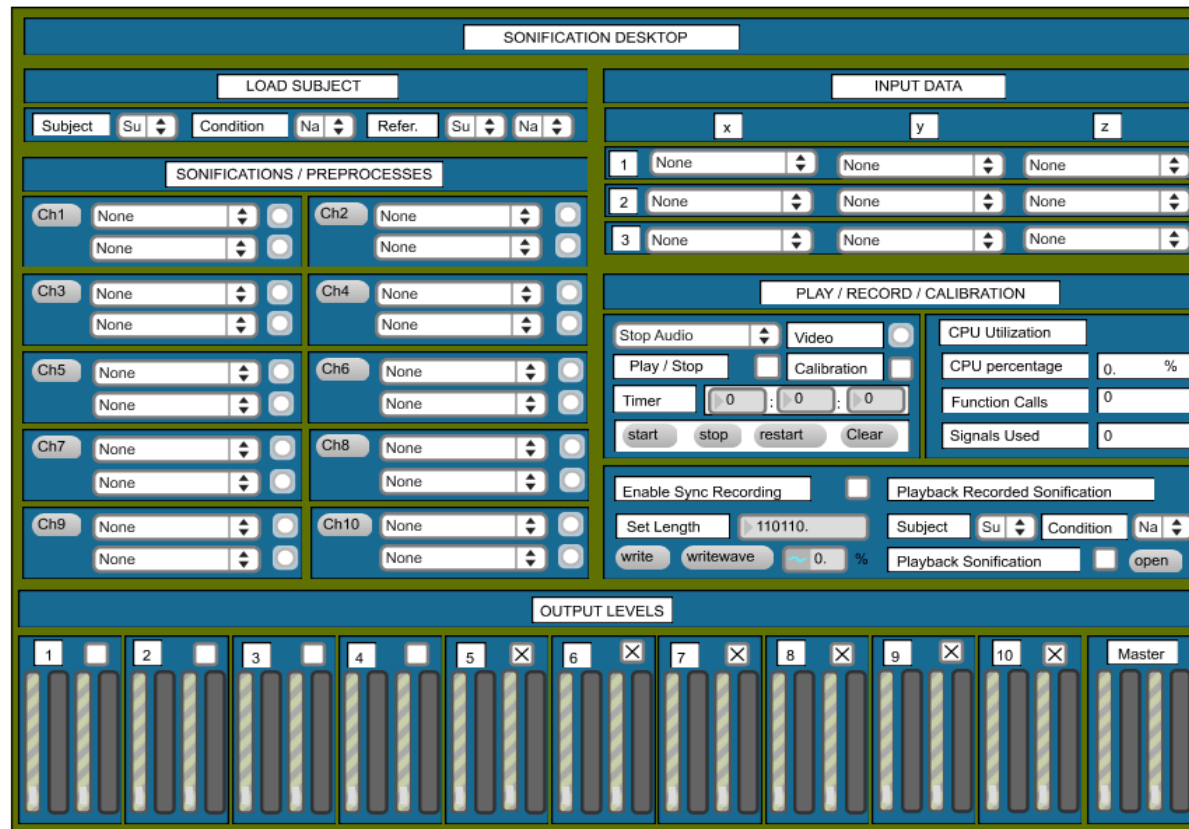 SONIFICATION DESKTOP
LOAD SUBJECT
Subject Su Condition Na Refer. Su Na
SONIFICATIONS / PREPROCESSES
Ch1 None Ch2 None
None None
Ch3 None Ch4 None
None None
Ch5 None Ch6 None
None None
Ch7 None Ch8 None
None None
Ch9 None Ch10 None
None None
INPUT DATA
x y z
1 None None None
2 None None None
3 None None None
PLAY / RECORD / CALIBRATION
Stop Audio Video
Play / Stop Calibration
Timer 0 : 0 : 0
start stop restart Clear
CPU Utilization
CPU percentage 0. %
Function Calls 0
Signals Used 0
Enable Sync Recording
Set Length 110110.
write writewave 0. %
Playback Recorded Sonification
Subject Su Condition Na
Playback Sonification open
OUTPUT LEVELS
1 2 3 4 5 6 7 8 9 10 Master